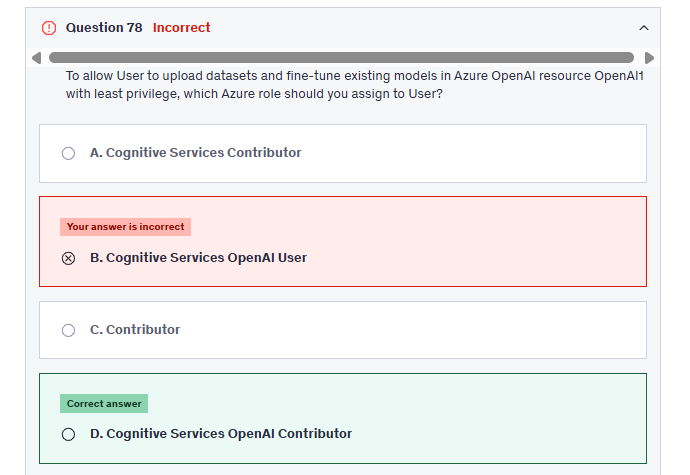 Question 78 Incorrect
To allow User to upload datasets and fine-tune existing models in Azure OpenAI resource OpenAI1
with least privilege, which Azure role should you assign to User?
A. Cognitive Services Contributor
Your answer is incorrect
B. Cognitive Services OpenAI User
C. Contributor
Correct answer
D. Cognitive Services OpenAI Contributor